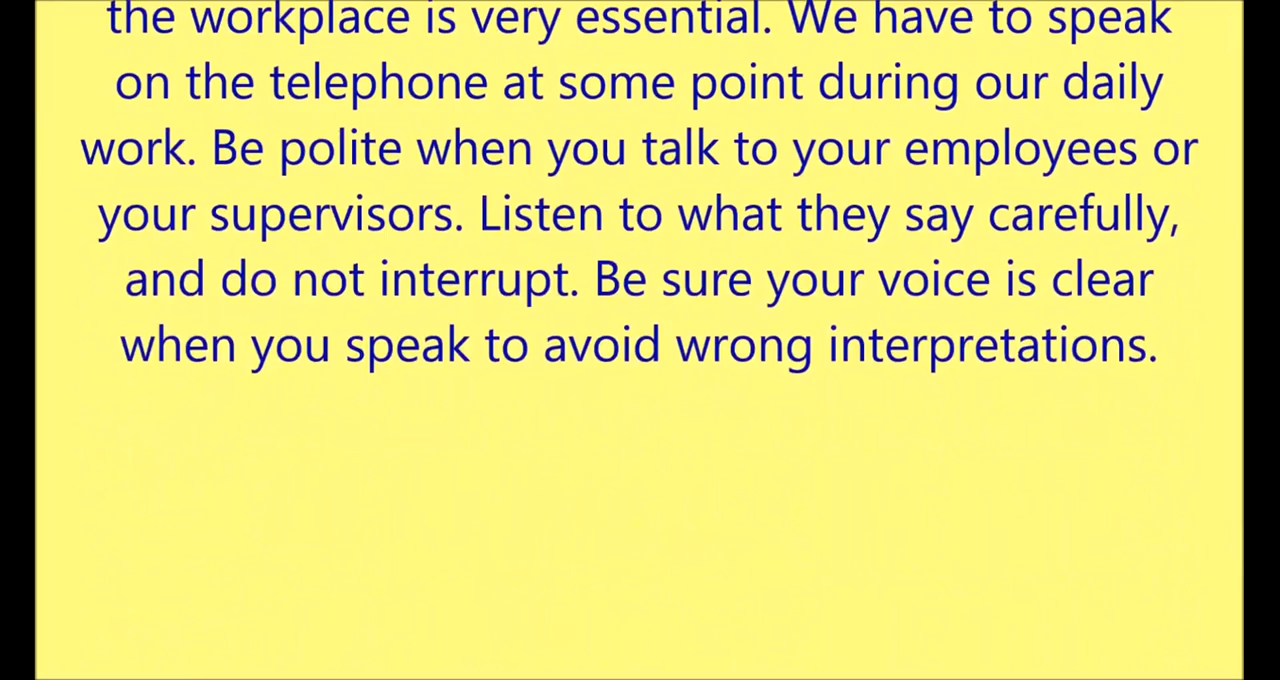 the workplace is very essential. We have to speak
on the telephone at some point during our daily
work. Be polite when you talk to your employees or
your supervisors. Listen to what they say carefully,
and do not interrupt. Be sure your voice is clear
when you speak to avoid wrong interpretations.